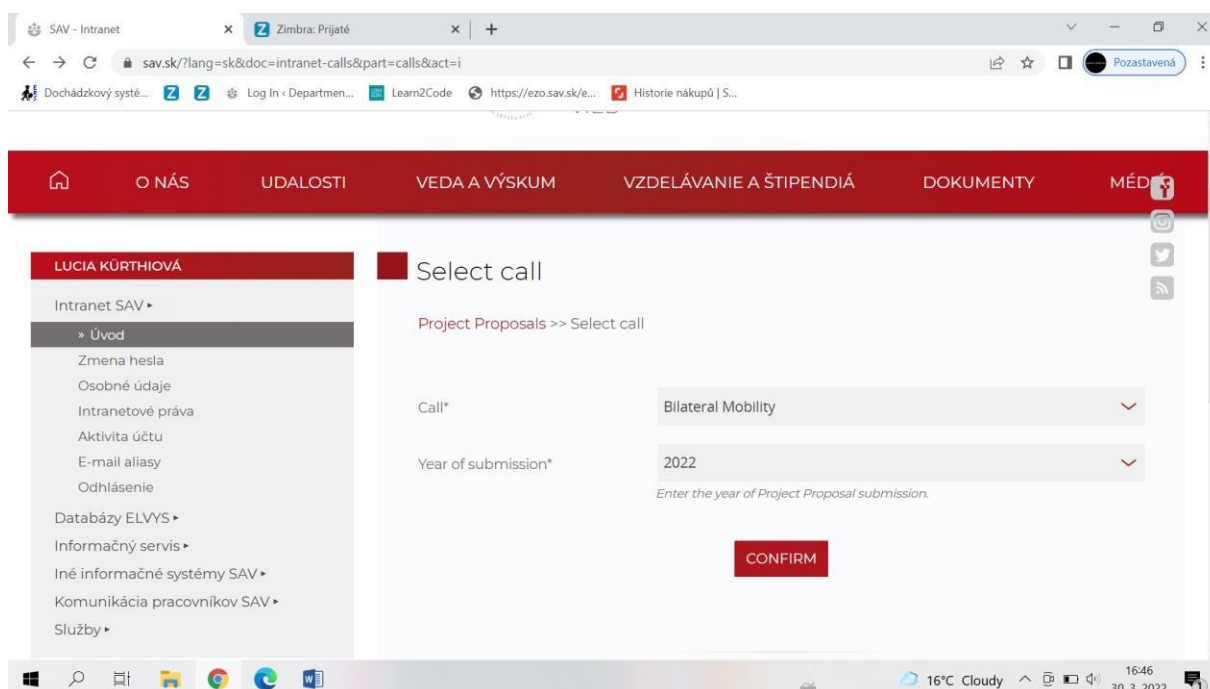 SAV - Intranet
Zimbra: Prijaté
sav.sk/?lang=sk&doc=intranet-calls&part=calls&act=i
Pozastavená
Dochádzkový systé...
Log In ‹ Departmen...
Learn2Code
https://ezo.sav.sk/e...
Historie nákupů | S...
O NÁS
UDALOSTI
VEDA A VÝSKUM
VZDELÁVANIE A ŠTIPENDIÁ
DOKUMENTY
LUCIA KÜRTHIOVÁ
Intranet SAV ▸
» Úvod
Zmena hesla
Osobné údaje
Intranetové práva
Aktivita účtu
E-mail aliasy
Odhlásenie
Databázy ELVYS ▸
Informačný servis ▸
Iné informačné systémy SAV ▸
Komunikácia pracovníkov SAV ▸
Služby ▸
Select call
Project Proposals >> Select call
Call*
Bilateral Mobility
Year of submission*
2022
Enter the year of Project Proposal submission.
CONFIRM
16°C Cloudy
16:46
30. 3. 2022